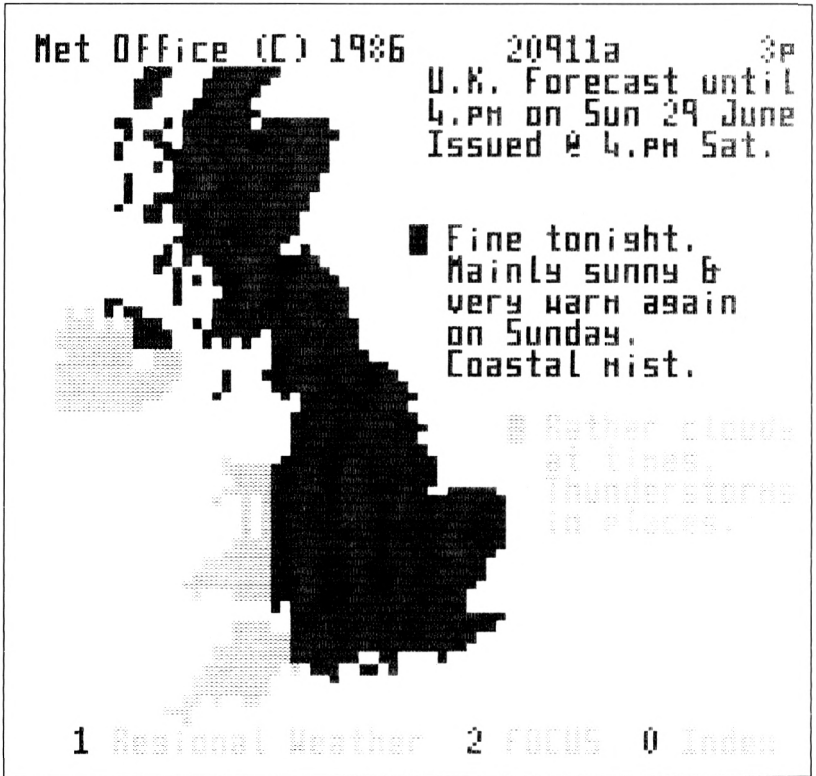 Met Office (C) 1986 20911a 3p
U.K. Forecast until
4.PM on Sun 29 June
Issued @ 4.PM Sat.
Fine tonight.
Mainly sunny &
very warm again
on Sunday.
Coastal mist.
Rather cloudy
at times.
Thunderstorms
in places.
1 Regional Weather 2 FOCUS 0 Index